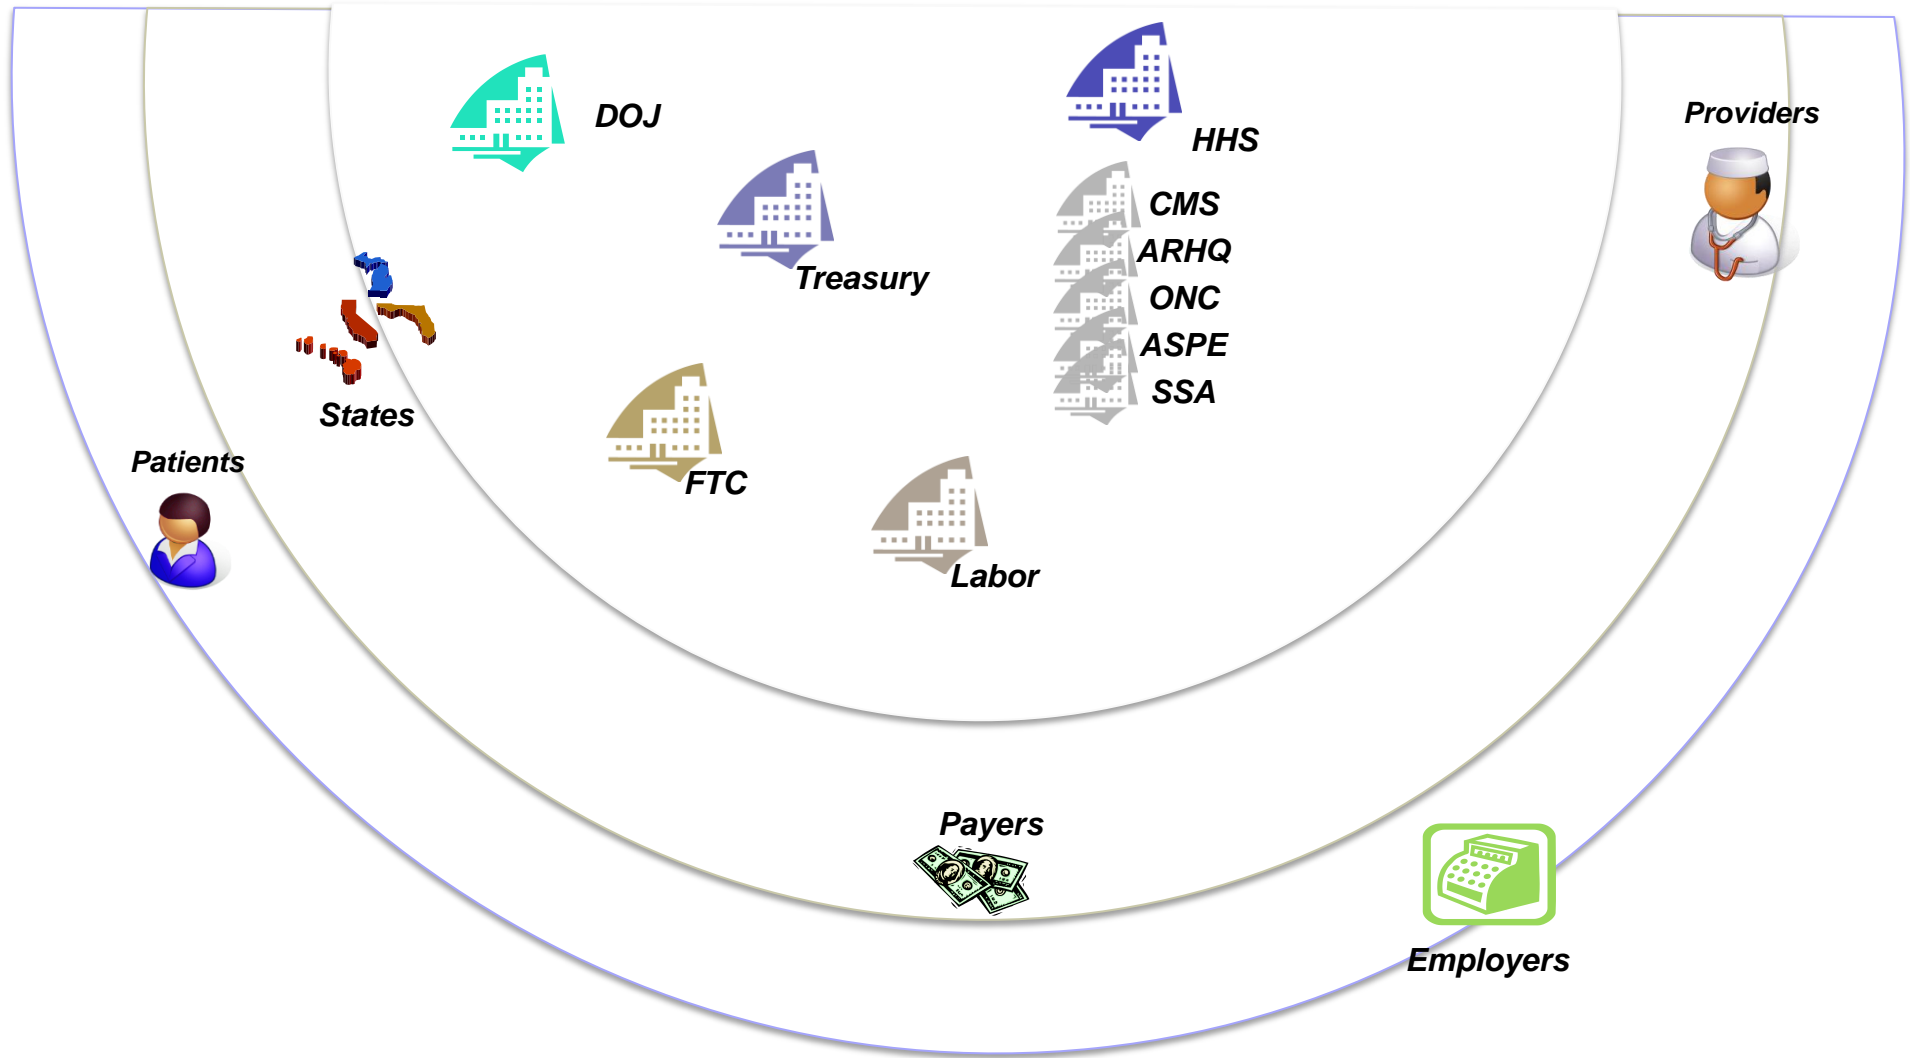 DOJ
HHS
Providers
CMS
ARHQ
Treasury
ONC
ASPE
SSA
States
Patients
FTC
Labor
Payers
Employers